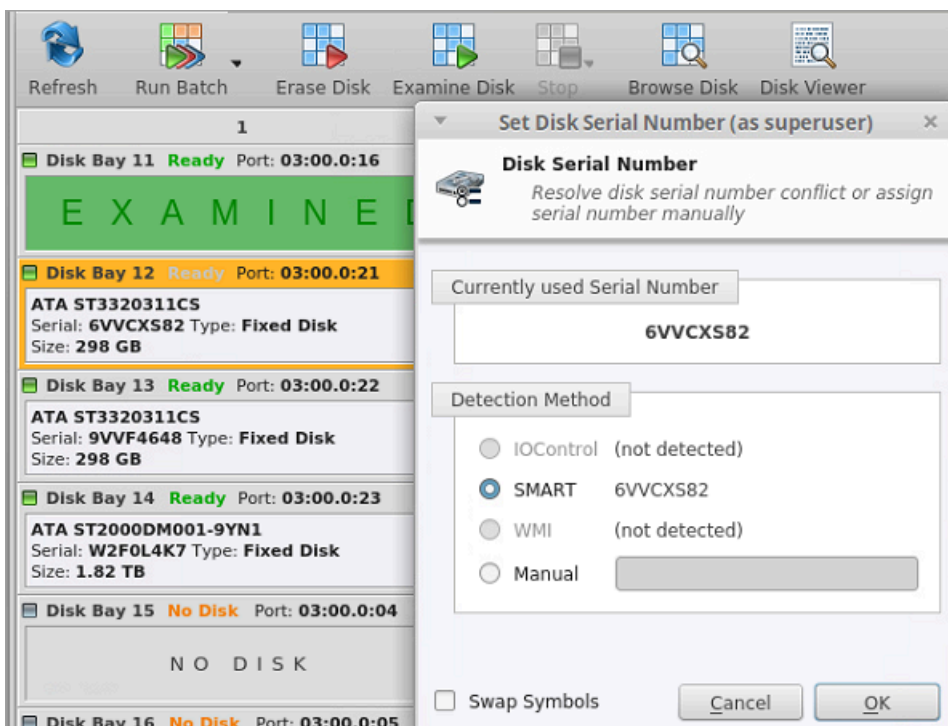 Refresh Run Batch Erase Disk Examine Disk Stop Browse Disk Disk Viewer
1
Disk Bay 11 Ready Port: 03:00.0:16
EXAMINED
Disk Bay 12 Ready Port: 03:00.0:21
ATA ST3320311CS
Serial: 6VVCXS82 Type: Fixed Disk
Size: 298 GB
Disk Bay 13 Ready Port: 03:00.0:22
ATA ST3320311CS
Serial: 9VVF4648 Type: Fixed Disk
Size: 298 GB
Disk Bay 14 Ready Port: 03:00.0:23
ATA ST2000DM001-9YN1
Serial: W2F0L4K7 Type: Fixed Disk
Size: 1.82 TB
Disk Bay 15 No Disk Port: 03:00.0:04
NO DISK
Disk Bay 16 No Disk Port: 03:00.0:05
Set Disk Serial Number (as superuser)
Disk Serial Number
Resolve disk serial number conflict or assign
serial number manually
Currently used Serial Number
6VVCXS82
Detection Method
IOControl (not detected)
SMART 6VVCXS82
WMI (not detected)
Manual
Swap Symbols Cancel OK